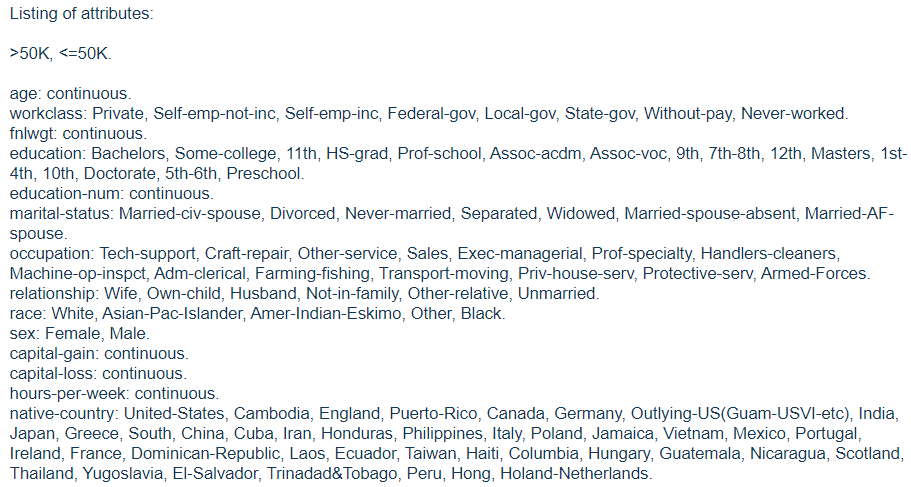 Listing of attributes:
>50K, <=50K.
age: continuous.
workclass: Private, Self-emp-not-inc, Self-emp-inc, Federal-gov, Local-gov, State-gov, Without-pay, Never-worked.
fnlwgt: continuous.
education: Bachelors, Some-college, 11th, HS-grad, Prof-school, Assoc-acdm, Assoc-voc, 9th, 7th-8th, 12th, Masters, 1st-
4th, 10th, Doctorate, 5th-6th, Preschool.
education-num: continuous.
marital-status: Married-civ-spouse, Divorced, Never-married, Separated, Widowed, Married-spouse-absent, Married-AF-
spouse.
occupation: Tech-support, Craft-repair, Other-service, Sales, Exec-managerial, Prof-specialty, Handlers-cleaners,
Machine-op-inspct, Adm-clerical, Farming-fishing, Transport-moving, Priv-house-serv, Protective-serv, Armed-Forces.
relationship: Wife, Own-child, Husband, Not-in-family, Other-relative, Unmarried.
race: White, Asian-Pac-Islander, Amer-Indian-Eskimo, Other, Black.
sex: Female, Male.
capital-gain: continuous.
capital-loss: continuous.
hours-per-week: continuous.
native-country: United-States, Cambodia, England, Puerto-Rico, Canada, Germany, Outlying-US(Guam-USVI-etc), India,
Japan, Greece, South, China, Cuba, Iran, Honduras, Philippines, Italy, Poland, Jamaica, Vietnam, Mexico, Portugal,
Ireland, France, Dominican-Republic, Laos, Ecuador, Taiwan, Haiti, Columbia, Hungary, Guatemala, Nicaragua, Scotland,
Thailand, Yugoslavia, El-Salvador, Trinadad&Tobago, Peru, Hong, Holand-Netherlands.